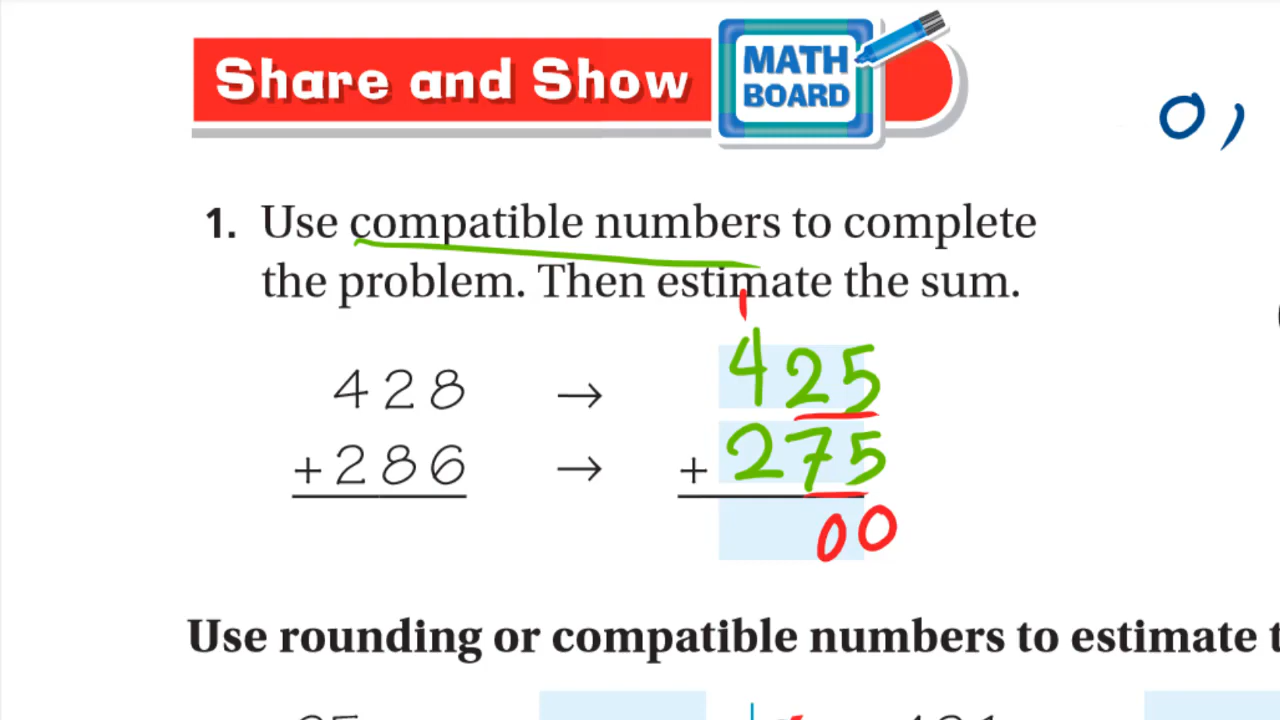 Share and Show
MATH
BOARD
0,
1. Use compatible numbers to complete
the problem. Then estimate the sum.
1
428 → 425
+ 286 → + 275
00
Use rounding or compatible numbers to estimate